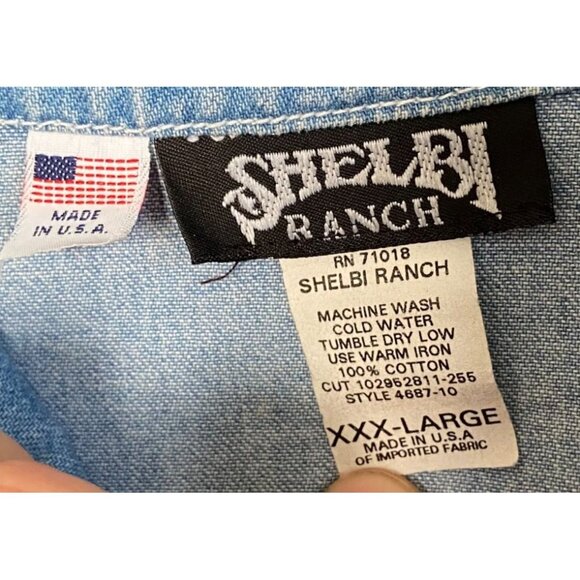 MADE
IN U.S.A.
SHELBI
RANCH
RN 71018
SHELBI RANCH
MACHINE WASH
COLD WATER
TUMBLE DRY LOW
USE WARM IRON
100% COTTON
CUT 102952811-255
STYLE 4687-10
XXX-LARGE
MADE IN U.S.A
OF IMPORTED FABRIC